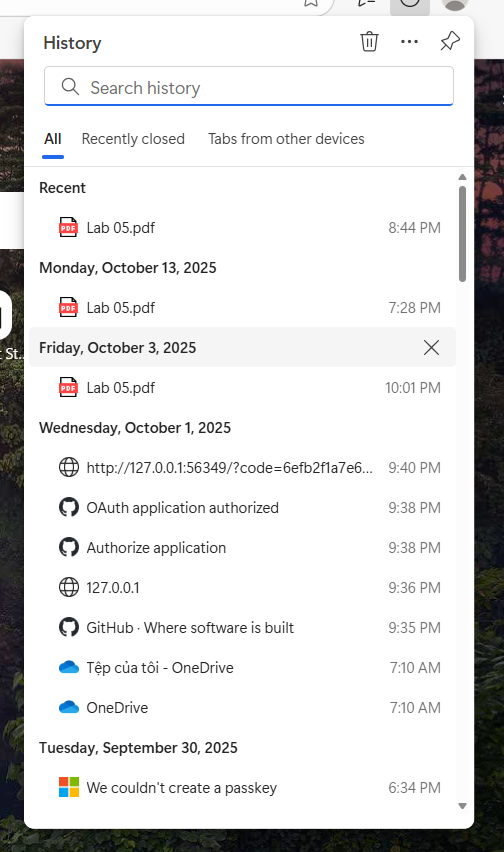 History
Search history
All Recently closed Tabs from other devices
Recent
PDF Lab 05.pdf 8:44 PM
Monday, October 13, 2025
PDF Lab 05.pdf 7:28 PM
Friday, October 3, 2025
PDF Lab 05.pdf 10:01 PM
Wednesday, October 1, 2025
http://127.0.0.1:56349/?code=6efb2f1a7e6... 9:40 PM
OAuth application authorized 9:38 PM
Authorize application 9:38 PM
127.0.0.1 9:36 PM
GitHub · Where software is built 9:35 PM
Tệp của tôi - OneDrive 7:10 AM
OneDrive 7:10 AM
Tuesday, September 30, 2025
We couldn't create a passkey 6:34 PM